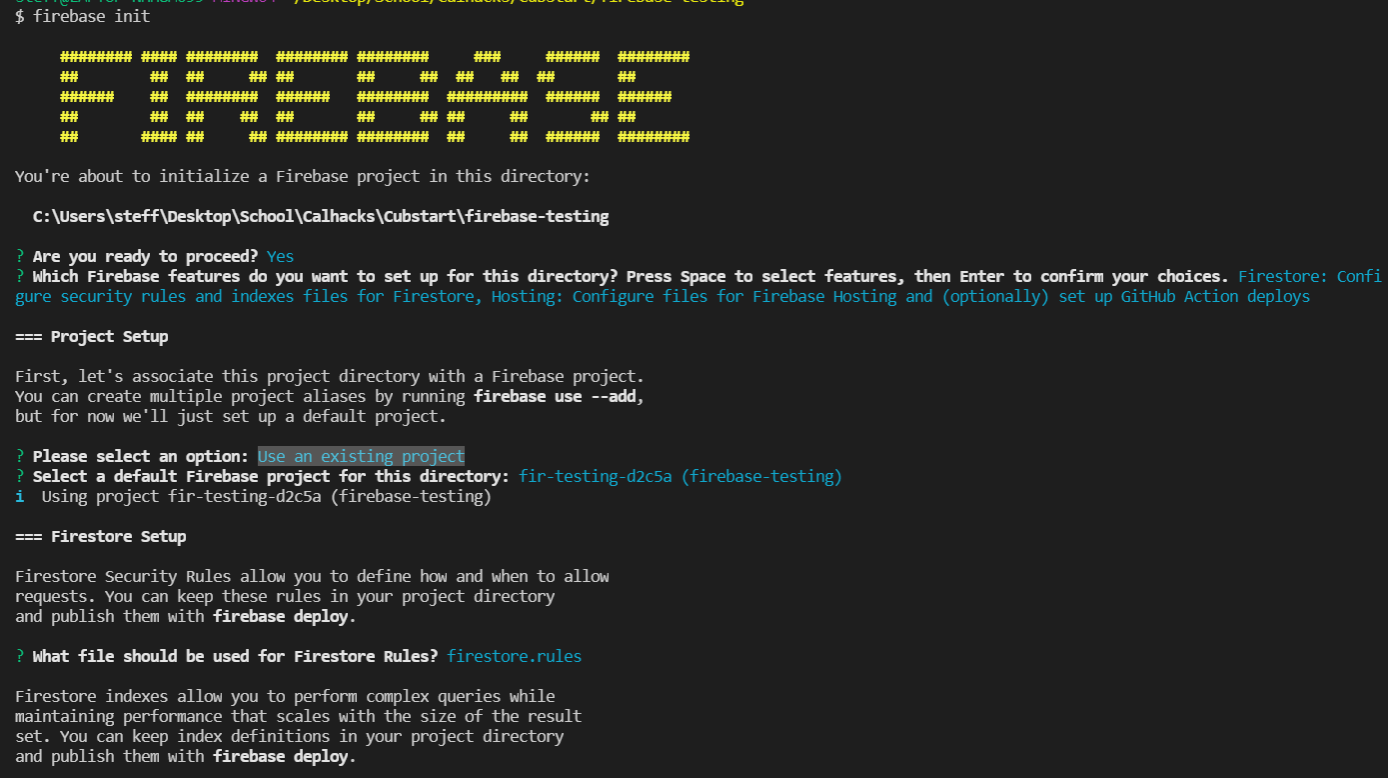 $ firebase init
######## #### ######## ######## ######## ### ###### ########
## ## ## ## ## ## ## ## ## ## ##
###### ## ######## ###### ######## ######### ###### ######
## ## ## ## ## ## ## ## ## ## ##
## #### ## ## ######## ######## ## ## ###### ########
You're about to initialize a Firebase project in this directory:
C:\Users\steff\Desktop\School\Calhacks\Cubstart\firebase-testing
? Are you ready to proceed? Yes
? Which Firebase features do you want to set up for this directory? Press Space to select features, then Enter to confirm your choices. Firestore: Confi
gure security rules and indexes files for Firestore, Hosting: Configure files for Firebase Hosting and (optionally) set up GitHub Action deploys
=== Project Setup
First, let's associate this project directory with a Firebase project.
You can create multiple project aliases by running firebase use --add,
but for now we'll just set up a default project.
? Please select an option: Use an existing project
? Select a default Firebase project for this directory: fir-testing-d2c5a (firebase-testing)
i Using project fir-testing-d2c5a (firebase-testing)
=== Firestore Setup
Firestore Security Rules allow you to define how and when to allow
requests. You can keep these rules in your project directory
and publish them with firebase deploy.
? What file should be used for Firestore Rules? firestore.rules
Firestore indexes allow you to perform complex queries while
maintaining performance that scales with the size of the result
set. You can keep index definitions in your project directory
and publish them with firebase deploy.